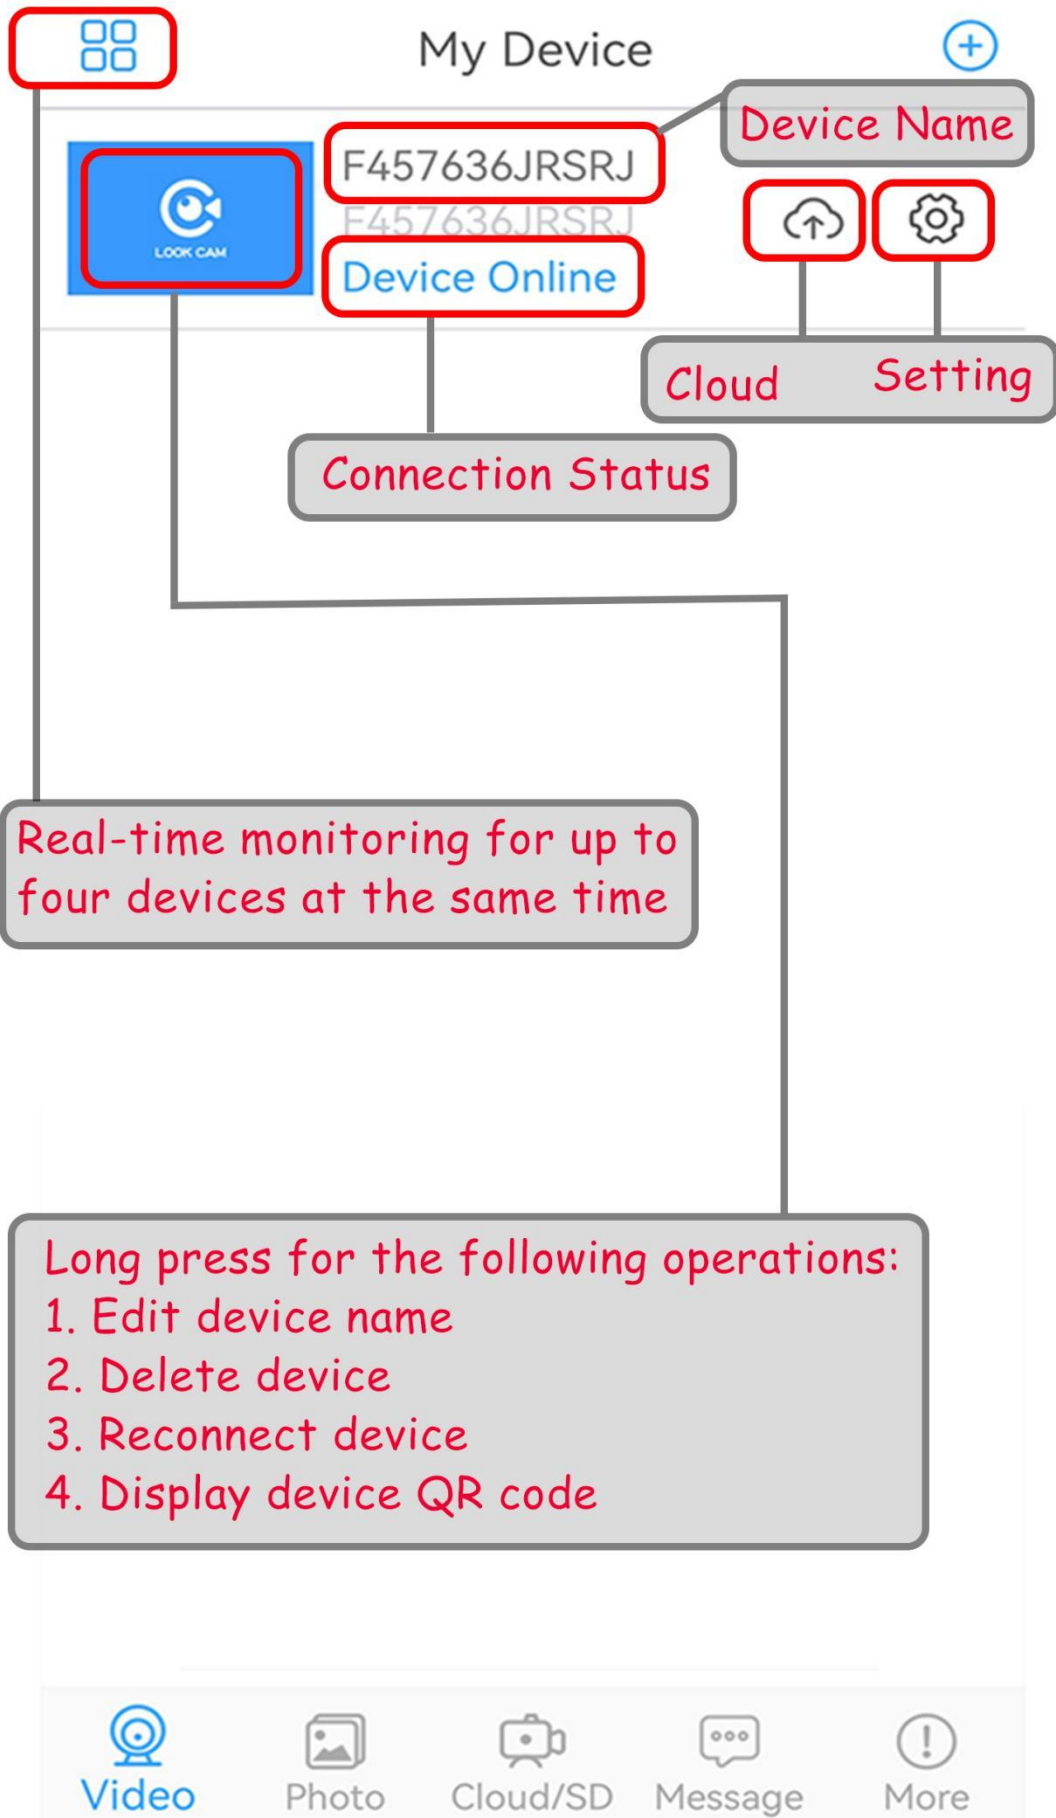 My Device
Device Name
F457636JRSRJ
F457636JRSRJ
LOOK CAM
Device Online
Cloud
Setting
Connection Status
Real-time monitoring for up to
four devices at the same time
Long press for the following operations:
1. Edit device name
2. Delete device
3. Reconnect device
4. Display device QR code
Video
Photo
Cloud/SD
Message
More